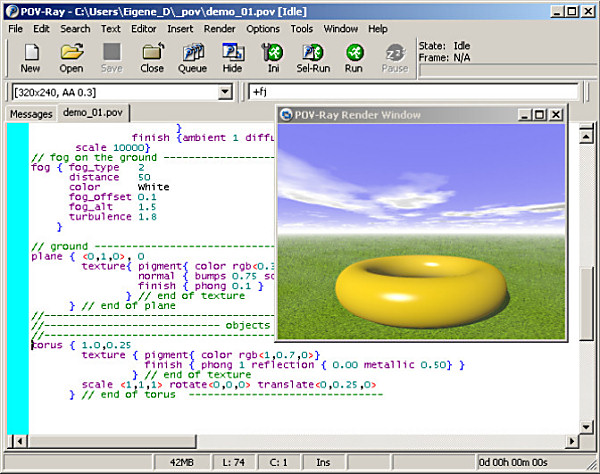 POV-Ray - C:\Users\Eigene_D\_pov\demo_01.pov [Idle]
File Edit Search Text Editor Insert Render Options Tools Window Help
New Open Save Close Queue Hide Ini Sel-Run Run Pause
State: Idle
Frame: N/A
[320x240, AA 0.3] +fj
Messages demo_01.pov
POV-Ray Render Window
}
finish {ambient 1 diffu
scale 10000}
// fog on the ground -----------------
fog { fog_type 2
distance 50
color White
fog_offset 0.1
fog_alt 1.5
turbulence 1.8
}
// ground ----------------------------
plane { <0,1,0>, 0
texture{ pigment{ color rgb<0.3
normal { bumps 0.75 sc
finish { phong 0.1 }
} // end of texture
} // end of plane
//------------------------------------
//-------------------------- objects
//------------------------------------
torus { 1.0,0.25
texture { pigment{ color rgb<1,0.7,0>}
finish { phong 1 reflection { 0.00 metallic 0.50} }
} // end of texture
scale <1,1,1> rotate<0,0,0> translate<0,0.25,0>
} // end of torus -------------------------------
42MB L: 74 C: 1 Ins 0d 00h 00m 00s